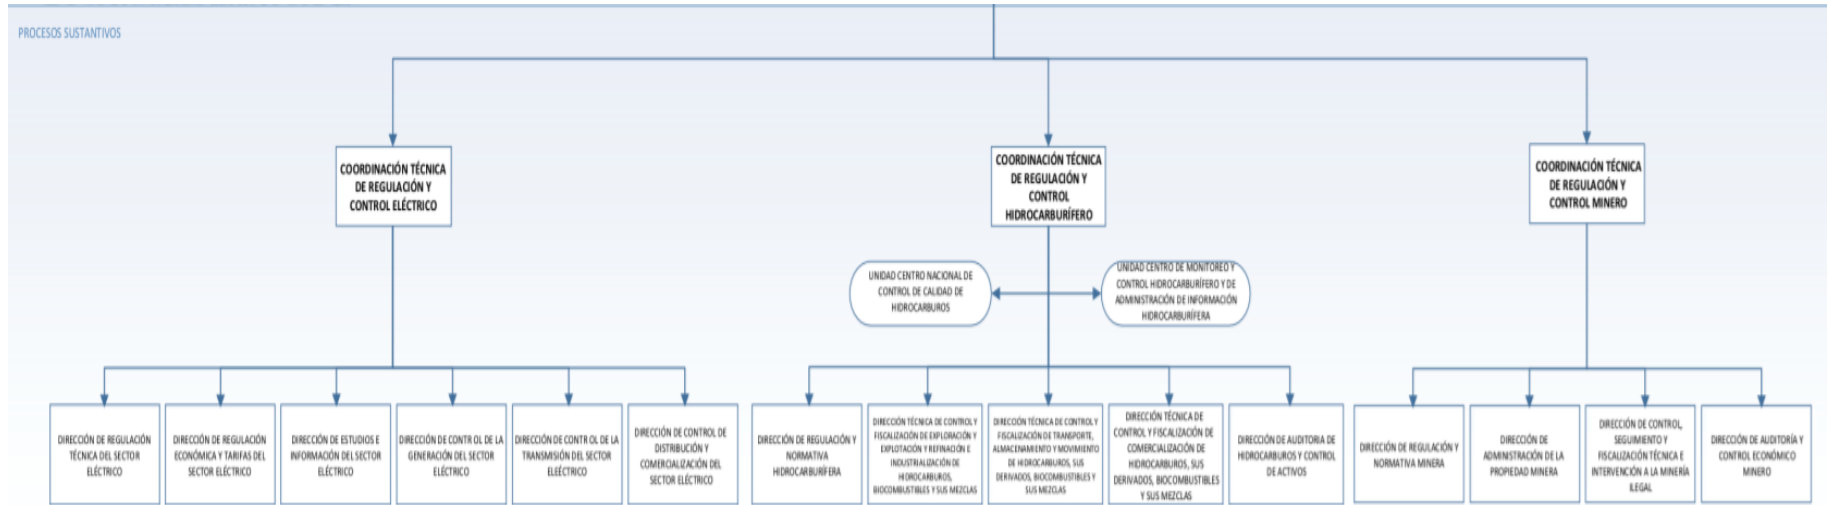 PROCESOS SUSTANTIVOS
COORDINACIÓN TÉCNICA
DE REGULACIÓN Y
CONTROL ELÉCTRICO
COORDINACIÓN TÉCNICA
DE REGULACIÓN Y
CONTROL
HIDROCARBURÍFERO
COORDINACIÓN TÉCNICA
DE REGULACIÓN Y
CONTROL MINERO
UNIDAD CENTRO NACIONAL DE
CONTROL DE CALIDAD DE
HIDROCARBUROS
UNIDAD CENTRO DE MONITOREO Y
CONTROL HIDROCARBURÍFERO Y DE
ADMINISTRACIÓN DE INFORMACIÓN
HIDROCARBURÍFERA
DIRECCIÓN DE REGULACIÓN
TÉCNICA DEL SECTOR
ELÉCTRICO
DIRECCIÓN DE REGULACIÓN
ECONÓMICA Y TARIFAS DEL
SECTOR ELÉCTRICO
DIRECCIÓN DE ESTUDIOS E
INFORMACIÓN DEL SECTOR
ELÉCTRICO
DIRECCIÓN DE CONTROL DE LA
GENERACIÓN DEL SECTOR
ELÉCTRICO
DIRECCIÓN DE CONTROL DE LA
TRANSMISIÓN DEL SECTOR
ELEÉCTRICO
DIRECCIÓN DE CONTROL DE
DISTRIBUCIÓN Y
COMERCIALIZACIÓN DEL
SECTOR ELÉCTRICO
DIRECCIÓN DE REGULACIÓN Y
NORMATIVA
HIDROCARBURÍFERA
DIRECCIÓN TÉCNICA DE CONTROL Y
FISCALIZACIÓN DE EXPLORACIÓN Y
EXPLOTACIÓN Y REFINACIÓN E
INDUSTRIALIZACIÓN DE
HIDROCARBUROS,
BIOCOMBUSTIBLES Y SUS MEZCLAS
DIRECCIÓN TÉCNICA DE CONTROL Y
FISCALIZACIÓN DE TRANSPORTE,
ALMACENAMIENTO Y MOVIMIENTO
DE HIDROCARBUROS, SUS
DERIVADOS, BIOCOMBUSTIBLES Y
SUS MEZCLAS
DIRECCIÓN TÉCNICA DE
CONTROL Y FISCALIZACIÓN DE
COMERCIALIZACIÓN DE
HIDROCARBUROS, SUS
DERIVADOS, BIOCOMBUSTIBLES
Y SUS MEZCLAS
DIRECCIÓN DE AUDITORIA DE
HIDROCARBUROS Y CONTROL
DE ACTIVOS
DIRECCIÓN DE REGULACIÓN Y
NORMATIVA MINERA
DIRECCIÓN DE
ADMINISTRACIÓN DE LA
PROPIEDAD MINERA
DIRECCIÓN DE CONTROL,
SEGUIMIENTO Y
FISCALIZACIÓN TÉCNICA E
INTERVENCIÓN A LA MINERÍA
ILEGAL
DIRECCIÓN DE AUDITORÍA Y
CONTROL ECONÓMICO
MINERO